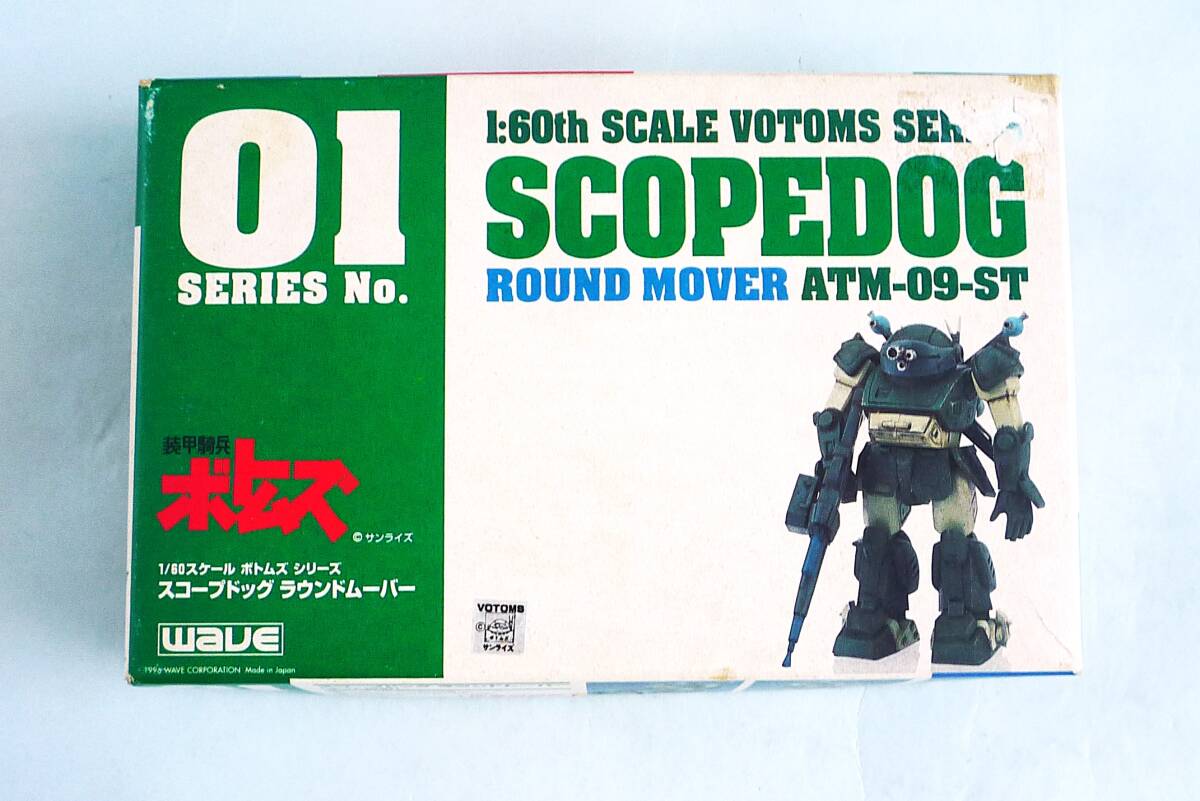 01
SERIES No.
装甲騎兵
ボトムズ
©サンライズ
1/60スケール ボトムズ シリーズ
スコープドッグ ラウンドムーバー
WAVE
WAVE CORPORATION Made in Japan
1:60th SCALE VOTOMS
SCOPEDOG
ROUND MOVER ATM-09-ST
VOTOMS
©
サンライズ